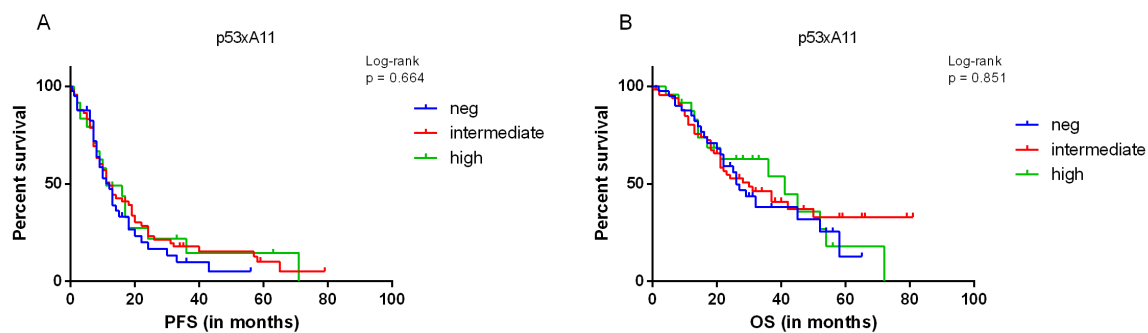 A
p53xA11
Log-rank
p = 0.664
100
50
0
Percent survival
0 20 40 60 80 100
PFS (in months)
neg
intermediate
high
B
p53xA11
Log-rank
p = 0.851
100
50
0
Percent survival
0 20 40 60 80 100
OS (in months)
neg
intermediate
high